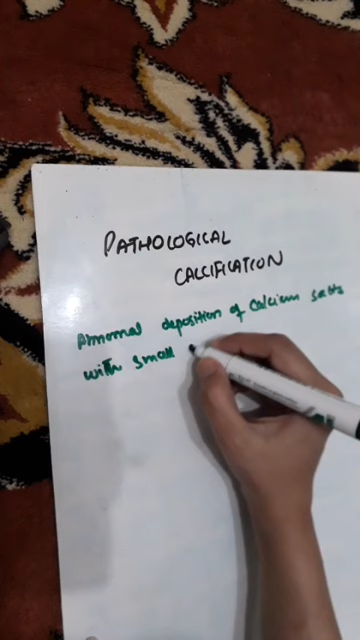 PATHOLOGICAL
CALCIFICATION
Abnormal deposition of Calcium salts
with small